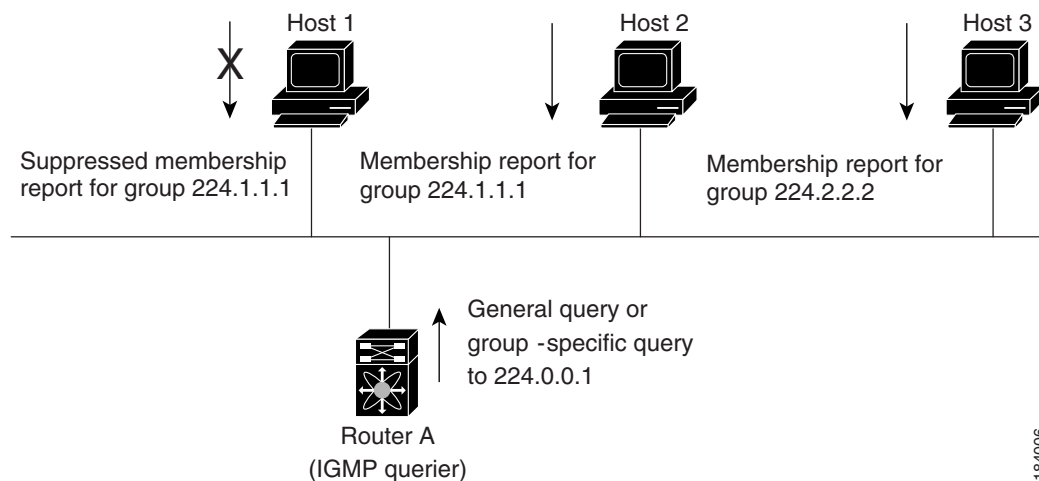 Host 1
Host 2
Host 3
X
Suppressed membership
report for group 224.1.1.1
Membership report for
group 224.1.1.1
Membership report for
group 224.2.2.2
General query or
group -specific query
to 224.0.0.1
Router A
(IGMP querier)
184006